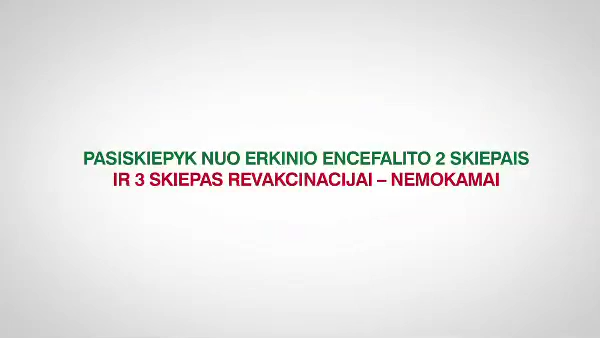 PASISKIEPYK NUO ERKINIO ENCEFALITO 2 SKIEPAIS
IR 3 SKIEPAS REVAKCINACIJAI – NEMOKAMAI